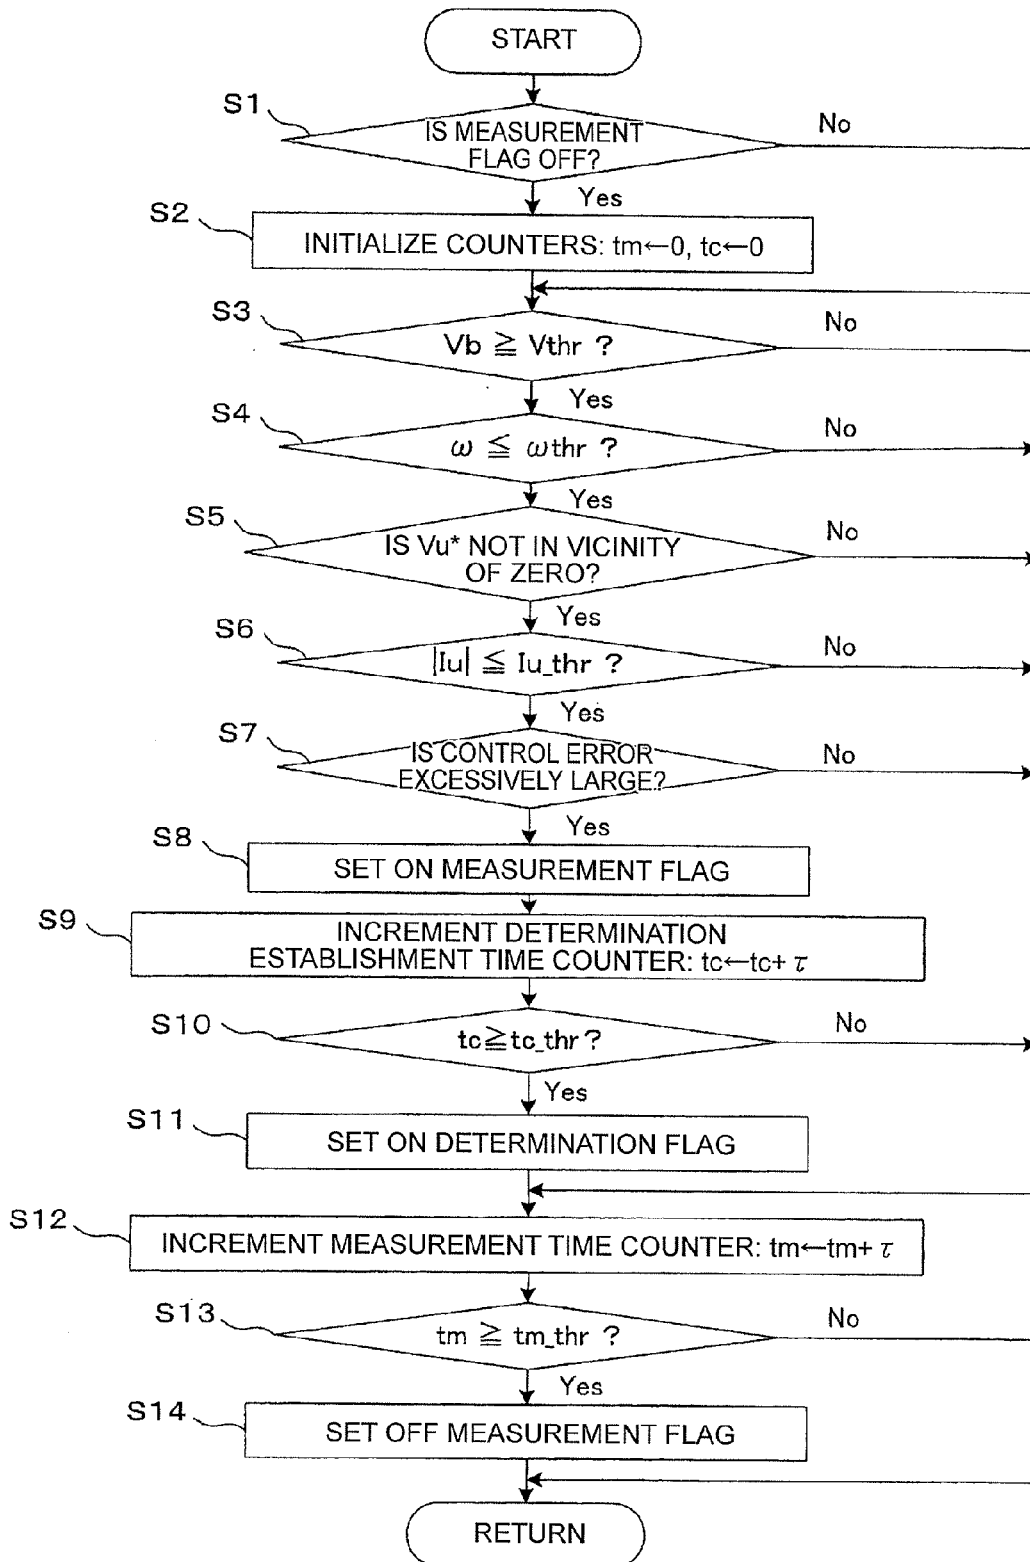 START
S1
IS MEASUREMENT
FLAG OFF?
No
Yes
S2
INITIALIZE COUNTERS: tm←0, tc←0
S3
Vb ≧ Vthr ?
No
Yes
S4
ω ≦ ωthr ?
No
Yes
S5
IS Vu* NOT IN VICINITY
OF ZERO?
No
Yes
S6
|Iu| ≦ Iu_thr ?
No
Yes
S7
IS CONTROL ERROR
EXCESSIVELY LARGE?
No
Yes
S8
SET ON MEASUREMENT FLAG
S9
INCREMENT DETERMINATION
ESTABLISHMENT TIME COUNTER: tc←tc+ τ
S10
tc≧tc_thr?
No
Yes
S11
SET ON DETERMINATION FLAG
S12
INCREMENT MEASUREMENT TIME COUNTER: tm←tm+ τ
S13
tm ≧ tm_thr ?
No
Yes
S14
SET OFF MEASUREMENT FLAG
RETURN